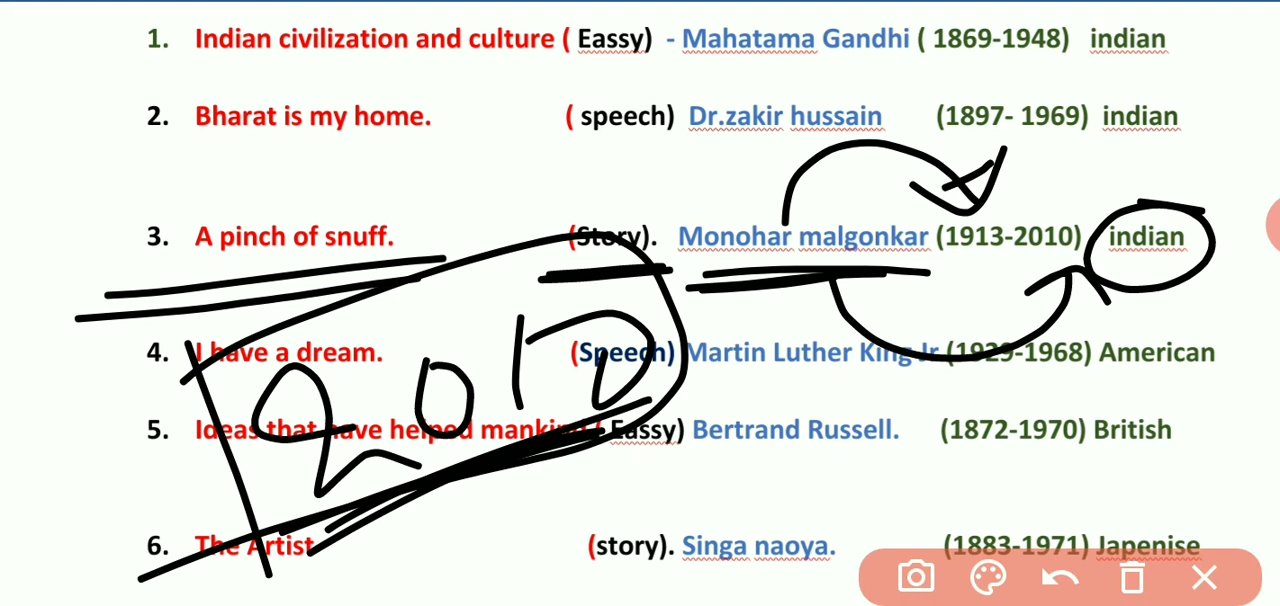 1. Indian civilization and culture ( Eassy) - Mahatama Gandhi ( 1869-1948) indian
2. Bharat is my home. ( speech) Dr.zakir hussain (1897- 1969) indian
3. A pinch of snuff. (Story). Monohar malgonkar (1913-2010) indian
4. I have a dream. (Speech) Martin Luther King Jr.(1929-1968) American
2010
5. Ideas that have helped mankind ( Eassy) Bertrand Russell. (1872-1970) British
6. The Artist (story). Singa naoya. (1883-1971) Japenise